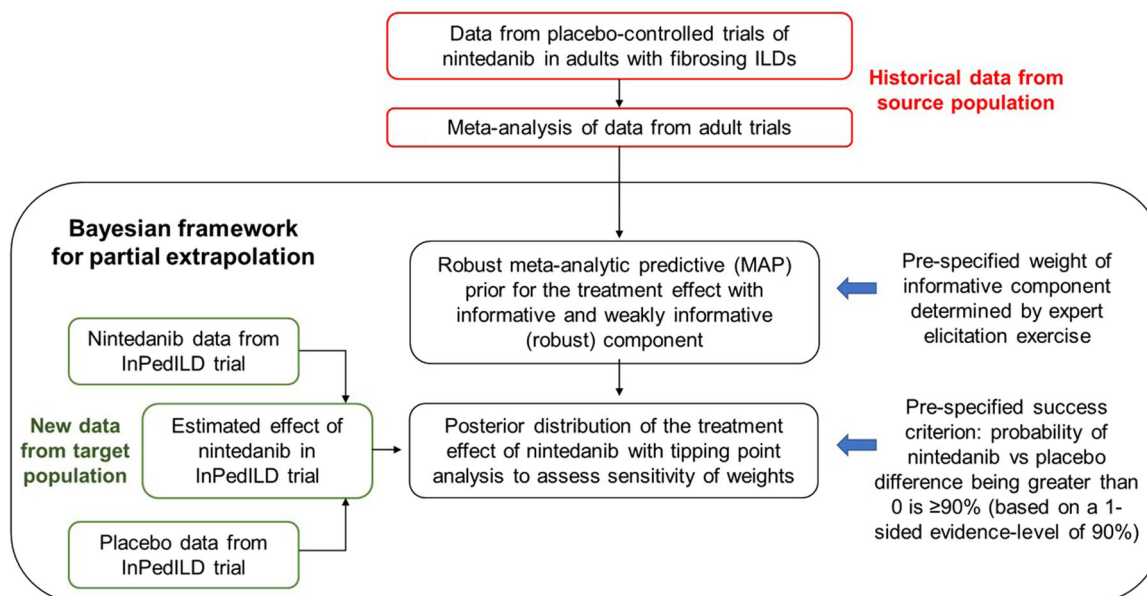 Data from placebo-controlled trials of
nintedanib in adults with fibrosing ILDs
Historical data from
source population
Meta-analysis of data from adult trials
Bayesian framework
for partial extrapolation
Robust meta-analytic predictive (MAP)
prior for the treatment effect with
informative and weakly informative
(robust) component
Pre-specified weight of
informative component
determined by expert
elicitation exercise
Nintedanib data from
InPedILD trial
New data
from target
population
Estimated effect of
nintedanib in
InPedILD trial
Posterior distribution of the treatment
effect of nintedanib with tipping point
analysis to assess sensitivity of weights
Pre-specified success
criterion: probability of
nintedanib vs placebo
difference being greater than
0 is ≥90% (based on a 1-
sided evidence-level of 90%)
Placebo data from
InPedILD trial